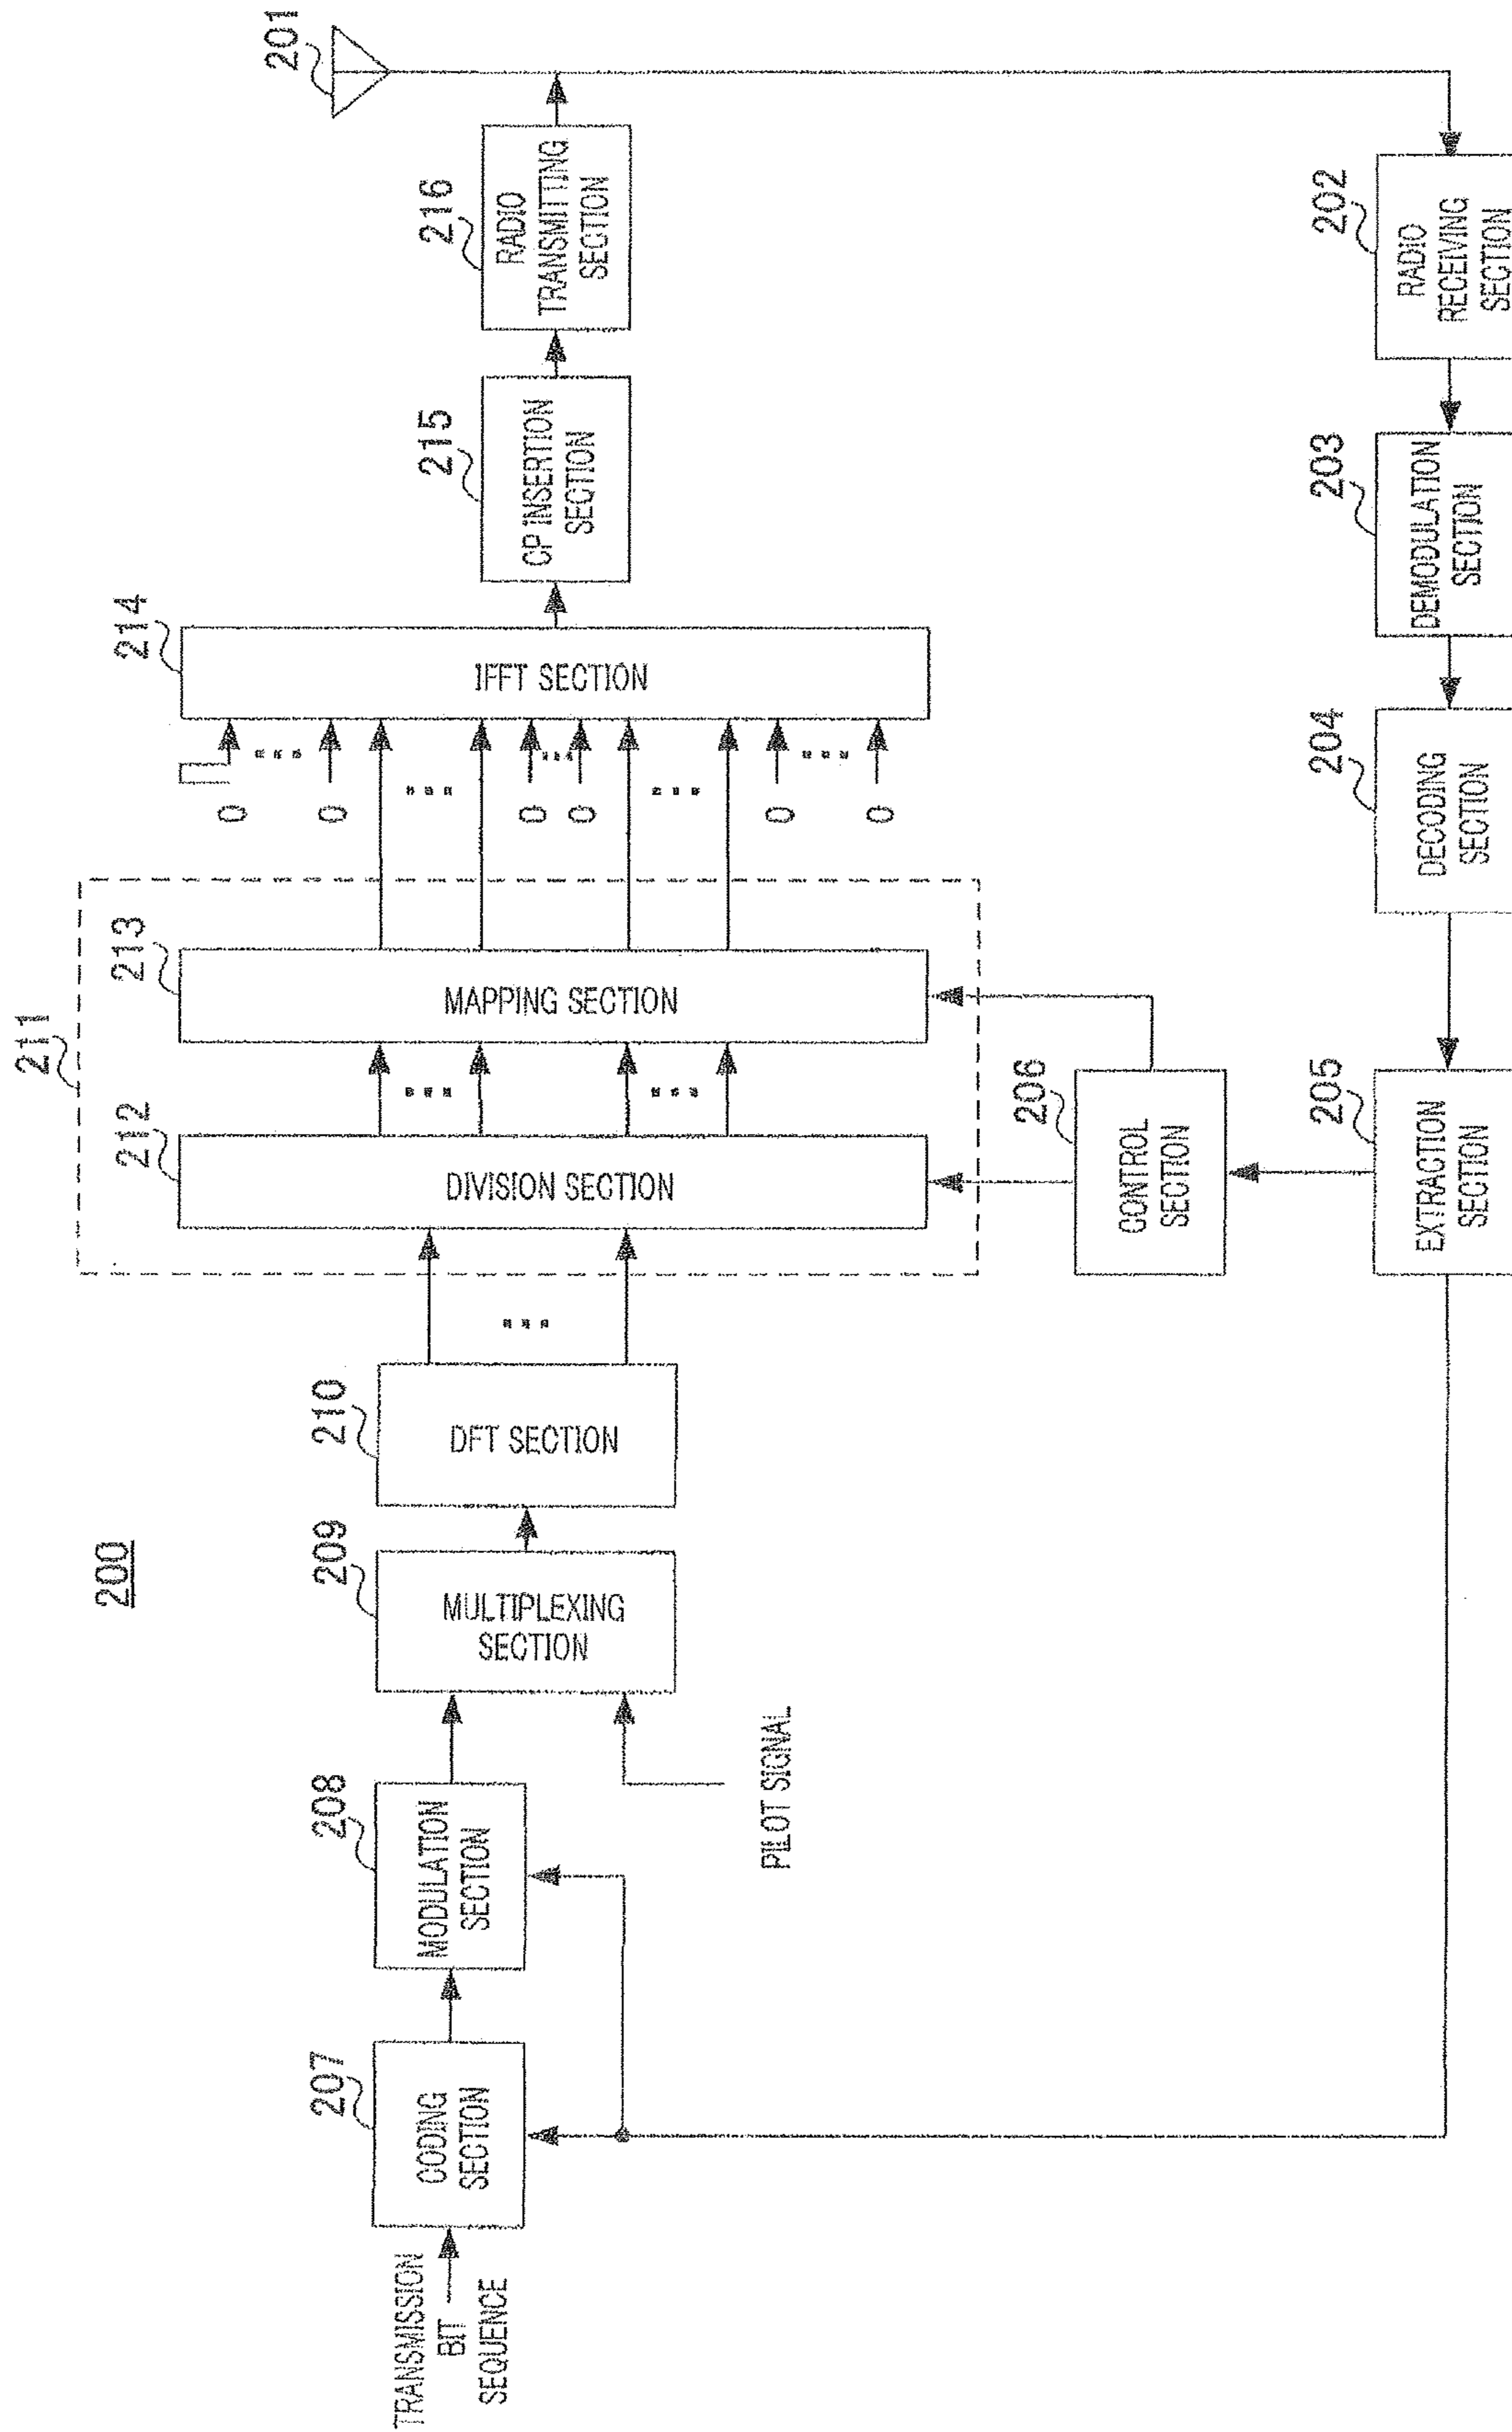 200
TRANSMISSION
BIT
SEQUENCE
207
CODING
SECTION
208
MODULATION
SECTION
PILOT SIGNAL
209
MULTIPLEXING
SECTION
210
DFT SECTION
211
212
DIVISION SECTION
213
MAPPING SECTION
0
...
0
...
0
...
0
...
0
...
0
214
IFFT SECTION
215
CP INSERTION
SECTION
216
RADIO
TRANSMITTING
SECTION
201
206
CONTROL
SECTION
205
EXTRACTION
SECTION
204
DECODING
SECTION
203
DEMODULATION
SECTION
202
RADIO
RECEIVING
SECTION